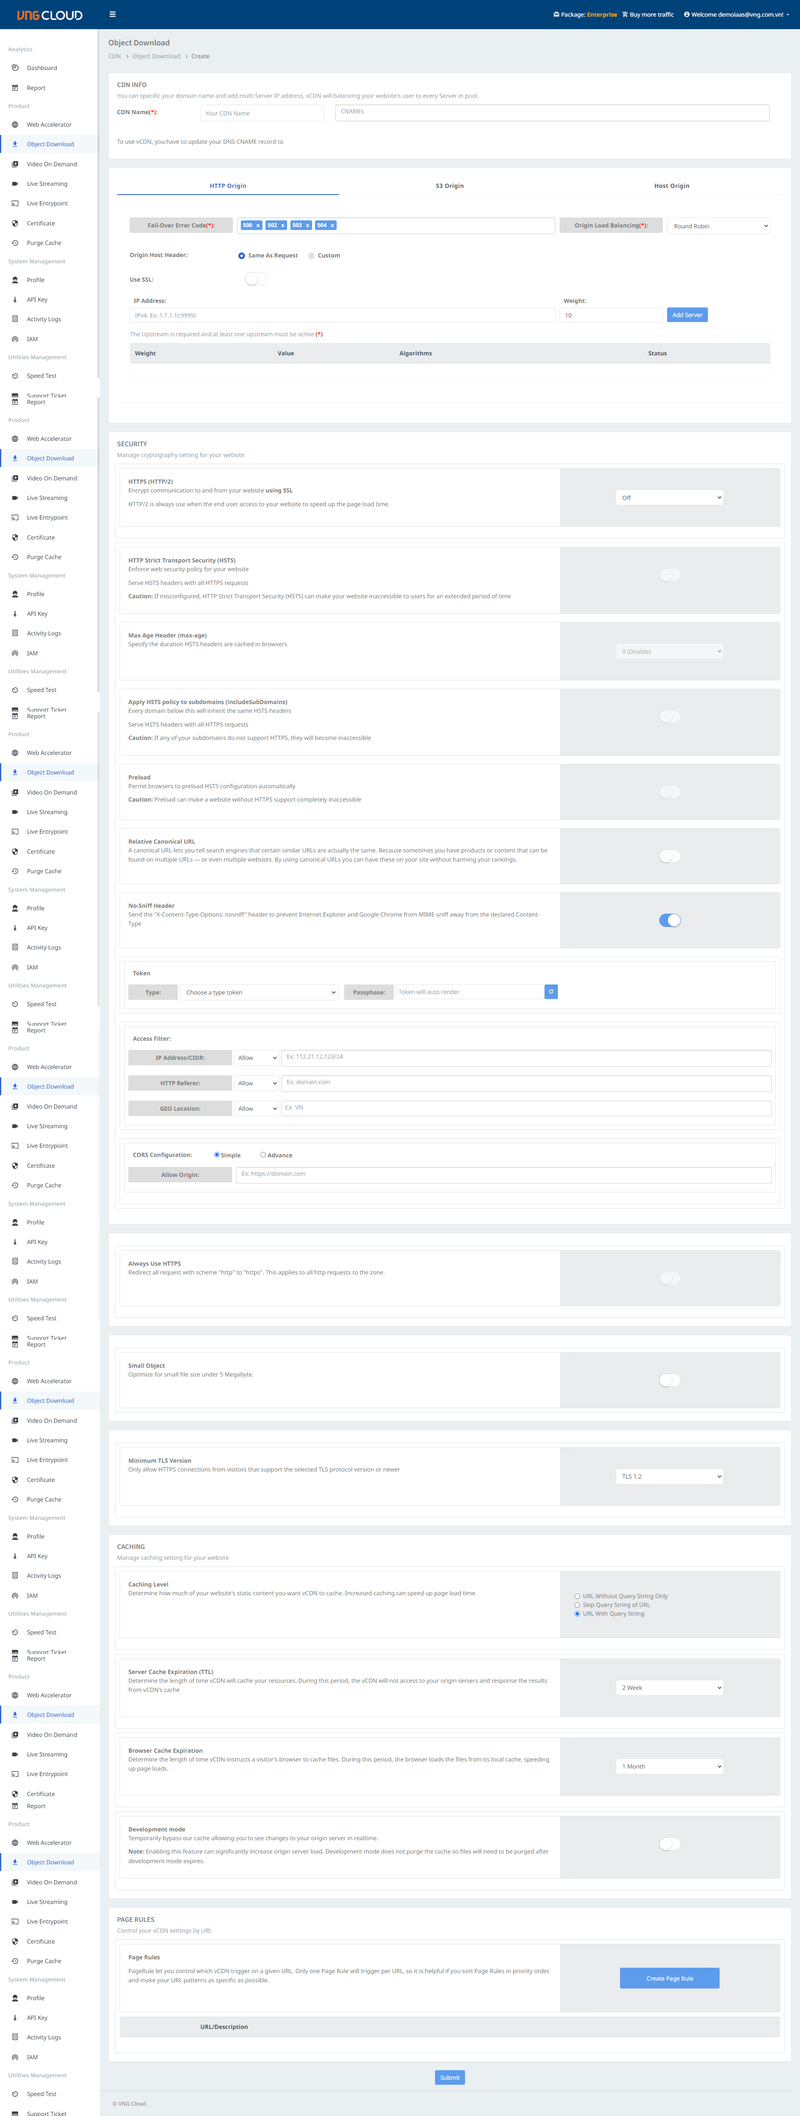 VNG CLOUD
Package: Enterprise
Buy more traffic
Welcome demoiaas@vng.com.vn!
Analytics
Dashboard
Report
Product
Web Accelerator
Object Download
Video On Demand
Live Streaming
Live Entrypoint
Certificate
Purge Cache
System Management
Profile
API Key
Activity Logs
IAM
Utilities Management
Speed Test
Support Ticket
Report
Product
Web Accelerator
Object Download
Video On Demand
Live Streaming
Live Entrypoint
Certificate
Purge Cache
System Management
Profile
API Key
Activity Logs
IAM
Utilities Management
Speed Test
Support Ticket
Report
Product
Web Accelerator
Object Download
Video On Demand
Live Streaming
Live Entrypoint
Certificate
Purge Cache
System Management
Profile
API Key
Activity Logs
IAM
Utilities Management
Speed Test
Support Ticket
Report
Product
Web Accelerator
Object Download
Video On Demand
Live Streaming
Live Entrypoint
Certificate
Purge Cache
System Management
Profile
API Key
Activity Logs
IAM
Utilities Management
Speed Test
Support Ticket
Report
Product
Web Accelerator
Object Download
Video On Demand
Live Streaming
Live Entrypoint
Certificate
Purge Cache
System Management
Profile
API Key
Activity Logs
IAM
Utilities Management
Speed Test
Support Ticket
Report
Product
Web Accelerator
Object Download
Video On Demand
Live Streaming
Live Entrypoint
Certificate
Report
Product
Web Accelerator
Object Download
Video On Demand
Live Streaming
Live Entrypoint
Certificate
Purge Cache
System Management
Profile
API Key
Activity Logs
IAM
Utilities Management
Speed Test
Support Ticket
Object Download
CDN > Object Download > Create
CDN INFO
You can specific your domain name and add multi Server IP address, vCDN will balancing your website's user to every Server in pool.
CDN Name(*):
Your CDN Name
CNAMEs
To use vCDN, you have to update your DNS CNAME record to
HTTP Origin
S3 Origin
Host Origin
Fail-Over Error Code(*):
500 x 502 x 503 x 504 x
Origin Load Balancing(*):
Round Robin
Origin Host Header:
Same As Request
Custom
Use SSL:
IP Address:
Weight:
IPv4. Ex: 1.1.1.1(:9999)
10
Add Server
The Upstream is required and at least one upstream must be active (*)
Weight
Value
Algorithms
Status
SECURITY
Manage cryptography setting for your website
HTTPS (HTTP/2)
Encrypt communication to and from your website using SSL
HTTP/2 is always use when the end user access to your website to speed up the page load time.
Off
HTTP Strict Transport Security (HSTS)
Enforce web security policy for your website
Serve HSTS headers with all HTTPS requests
Caution: If misconfigured, HTTP Strict Transport Security (HSTS) can make your website inaccessible to users for an extended period of time
Max Age Header (max-age)
Specify the duration HSTS headers are cached in browsers
0 (Disable)
Apply HSTS policy to subdomains (includeSubDomains)
Every domain below this will inherit the same HSTS headers
Serve HSTS headers with all HTTPS requests
Caution: If any of your subdomains do not support HTTPS, they will become inaccessible
Preload
Permit browsers to preload HSTS configuration automatically
Caution: Preload can make a website without HTTPS support completely inaccessible
Relative Canonical URL
A canonical URL lets you tell search engines that certain similar URLs are actually the same. Because sometimes you have products or content that can be
found on multiple URLs — or even multiple websites. By using canonical URLs you can have these on your site without harming your rankings.
No-Sniff Header
Send the "X-Content-Type-Options: nosniff" header to prevent Internet Explorer and Google Chrome from MIME-sniff away from the declared Content-
Type
Token
Type:
Choose a type token
Passphase:
Token will auto render
Access Filter:
IP Address/CIDR:
Allow
Ex: 112.21.12.123/24
HTTP Referer:
Allow
Ex: domain.com
GEO Location:
Allow
Ex: VN
CORS Configuration:
Simple
Advance
Allow Origin:
Ex: https://domain.com
Always Use HTTPS
Redirect all request with scheme "http" to "https". This applies to all http requests to the zone.
Small Object
Optimize for small file size under 5 Megabyte.
Minimum TLS Version
Only allow HTTPS connections from visitors that support the selected TLS protocol version or newer
TLS 1.2
CACHING
Manage caching setting for your website
Caching Level
Determine how much of your website's static content you want vCDN to cache. Increased caching can speed up page load time.
URL Without Query String Only
Skip Query String of URL
URL With Query String
Server Cache Expiration (TTL)
Determine the length of time vCDN will cache your resources. During this period, the vCDN will not access to your origin servers and response the results
from vCDN's cache
2 Week
Browser Cache Expiration
Determine the length of time vCDN instructs a visitor's browser to cache files. During this period, the browser loads the files from its local cache, speeding
up page loads.
1 Month
Development mode
Temporarily bypass our cache allowing you to see changes to your origin server in realtime.
Note: Enabling this feature can significantly increase origin server load. Development mode does not purge the cache so files will need to be purged after
development mode expires.
PAGE RULES
Control your vCDN settings by URL
Page Rules
PageRule let you control which vCDN trigger on a given URL. Only one Page Rule will trigger per URL, so it is helpful if you sort Page Rules in priority order,
and make your URL patterns as specific as possible.
Create Page Rule
URL/Description
Submit
© VNG Cloud.